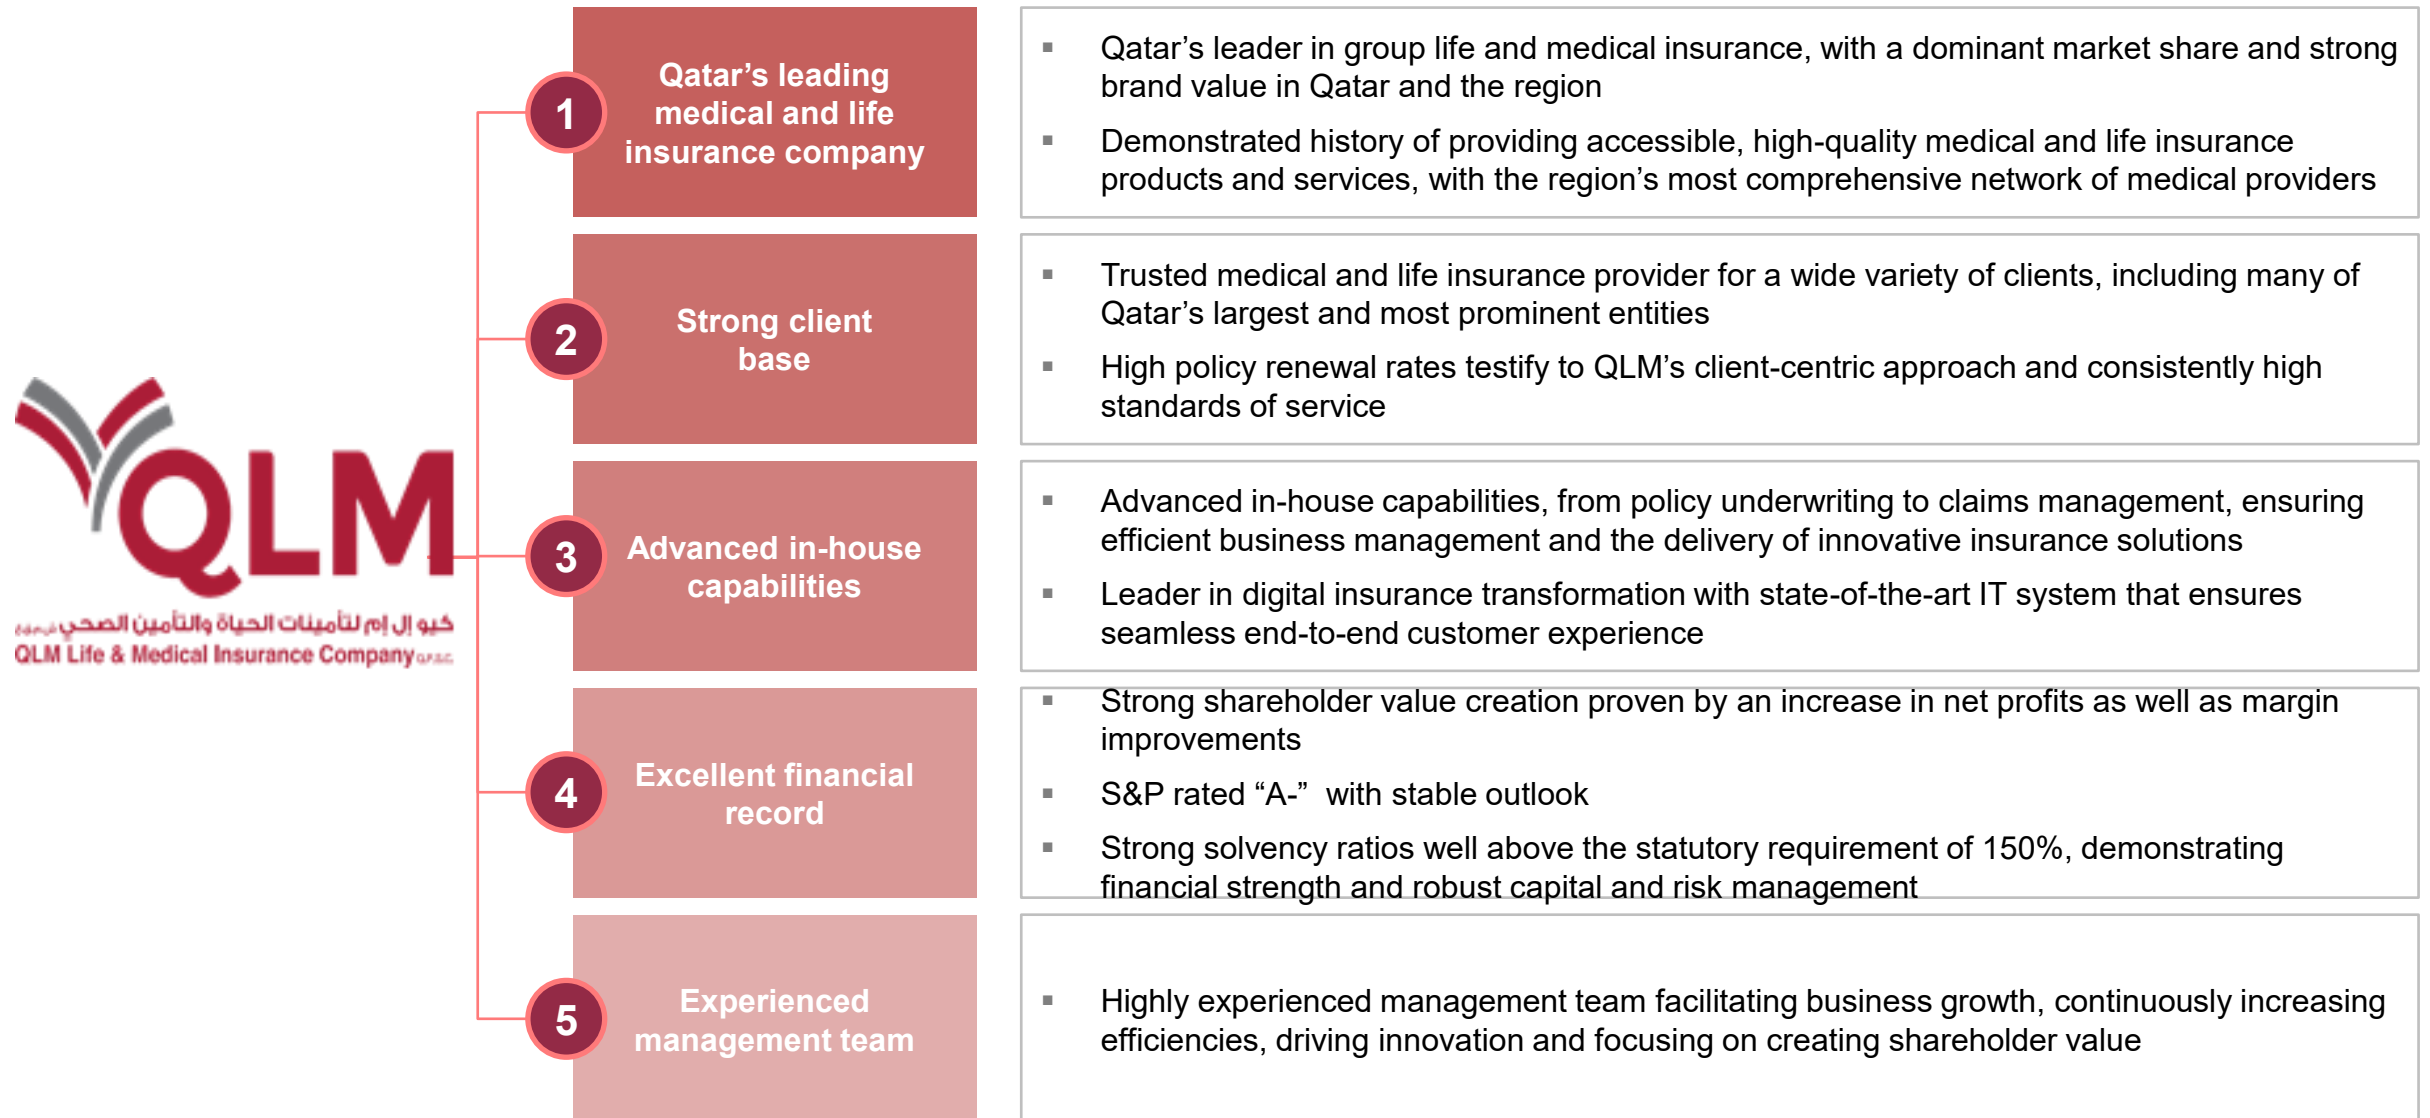 1
Qatar’s leading
medical and life
insurance company
▪ Qatar’s leader in group life and medical insurance, with a dominant market share and strong
brand value in Qatar and the region
▪ Demonstrated history of providing accessible, high-quality medical and life insurance
products and services, with the region’s most comprehensive network of medical providers
2
Strong client
base
▪ Trusted medical and life insurance provider for a wide variety of clients, including many of
Qatar’s largest and most prominent entities
▪ High policy renewal rates testify to QLM’s client-centric approach and consistently high
standards of service
QLM
كيو إل إم لتأمينات الحياة والتأمين الصحي
QLM Life & Medical Insurance Company
3
Advanced in-house
capabilities
▪ Advanced in-house capabilities, from policy underwriting to claims management, ensuring
efficient business management and the delivery of innovative insurance solutions
▪ Leader in digital insurance transformation with state-of-the-art IT system that ensures
seamless end-to-end customer experience
4
Excellent financial
record
▪ Strong shareholder value creation proven by an increase in net profits as well as margin
improvements
▪ S&P rated “A-”  with stable outlook
▪ Strong solvency ratios well above the statutory requirement of 150%, demonstrating
financial strength and robust capital and risk management
5
Experienced
management team
▪ Highly experienced management team facilitating business growth, continuously increasing
efficiencies, driving innovation and focusing on creating shareholder value